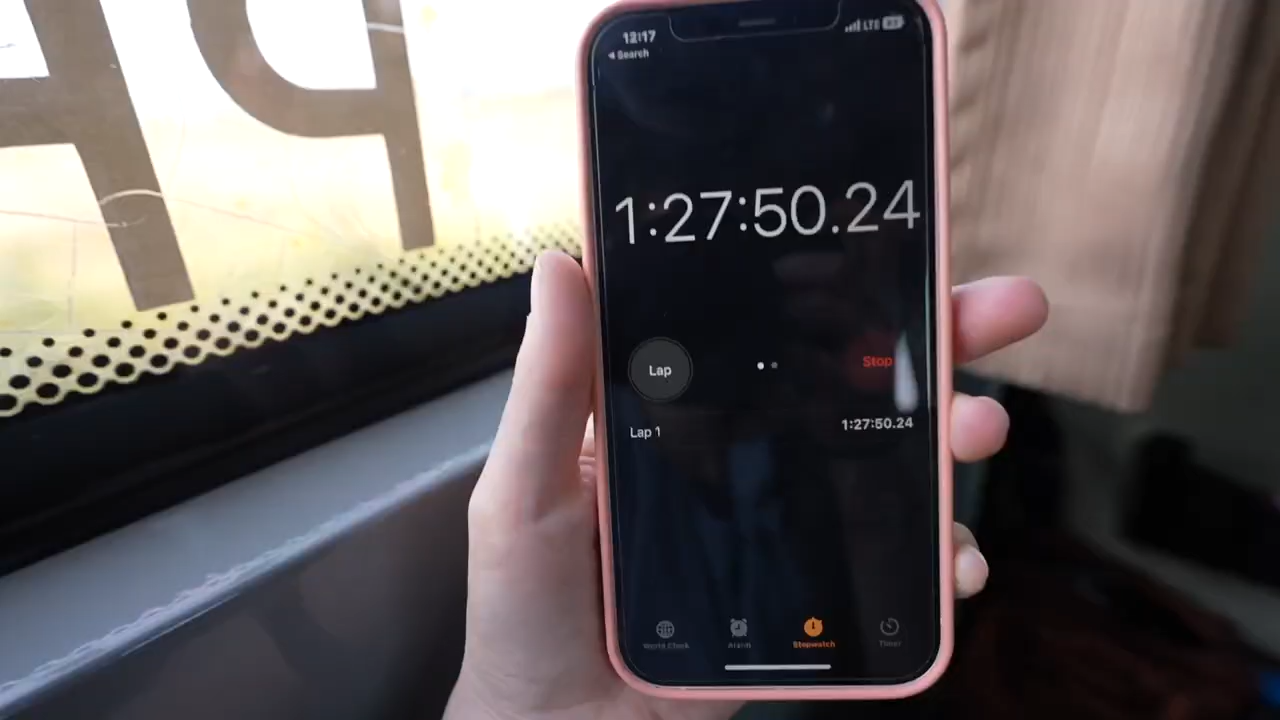 12:17
LTE
◀ Search
1:27:50.24
Lap
Stop
Lap 1
1:27:50.24
World Clock
Alarm
Stopwatch
Timer